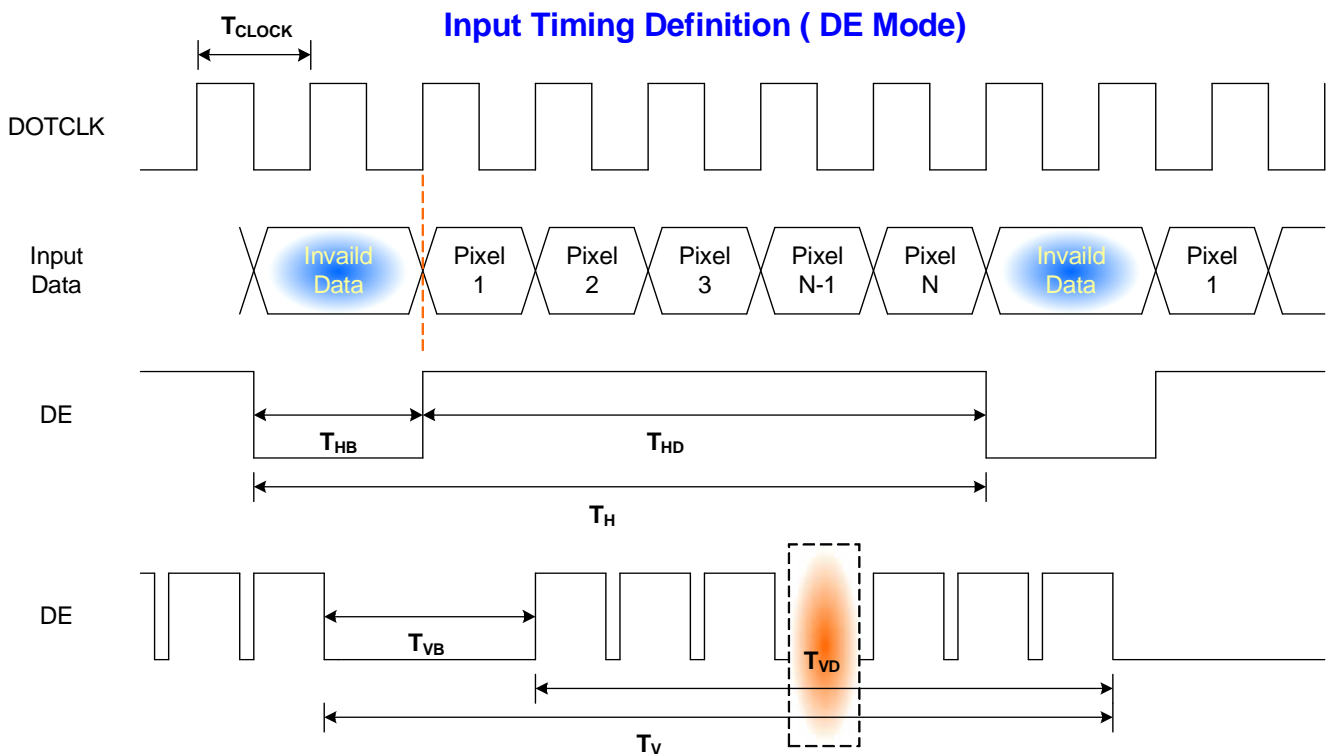 Input Timing Definition ( DE Mode)
TCLOCK
DOTCLK
Input
Data
Invaild
Data
Pixel
1
Pixel
2
Pixel
3
Pixel
N-1
Pixel
N
Invaild
Data
Pixel
1
DE
THB
THD
TH
DE
TVB
TVD
TV